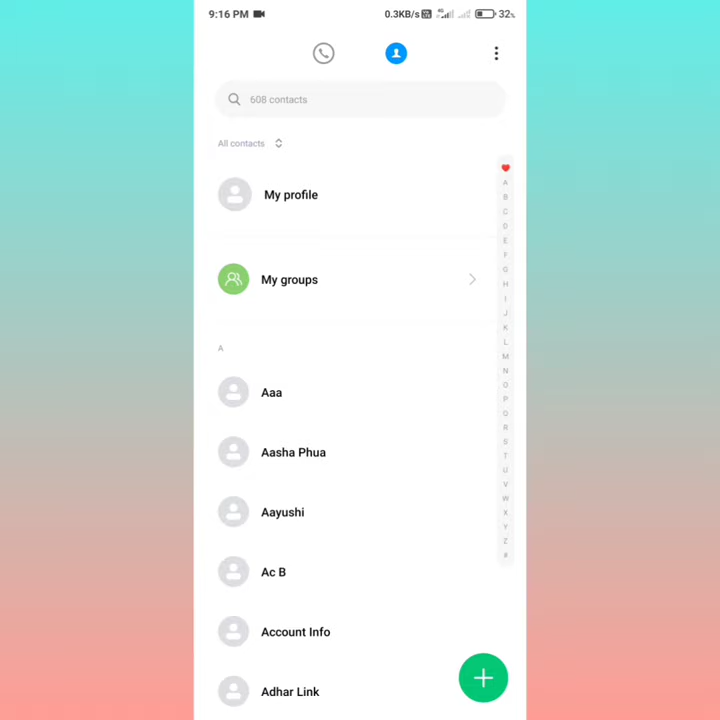 9:16 PM
0.3KB/s
4G
32%
608 contacts
All contacts
My profile
My groups
A
Aaa
Aasha Phua
Aayushi
Ac B
Account Info
Adhar Link
A
B
C
D
E
F
G
H
I
J
K
L
M
N
O
P
Q
R
S
T
U
V
W
X
Y
Z
#